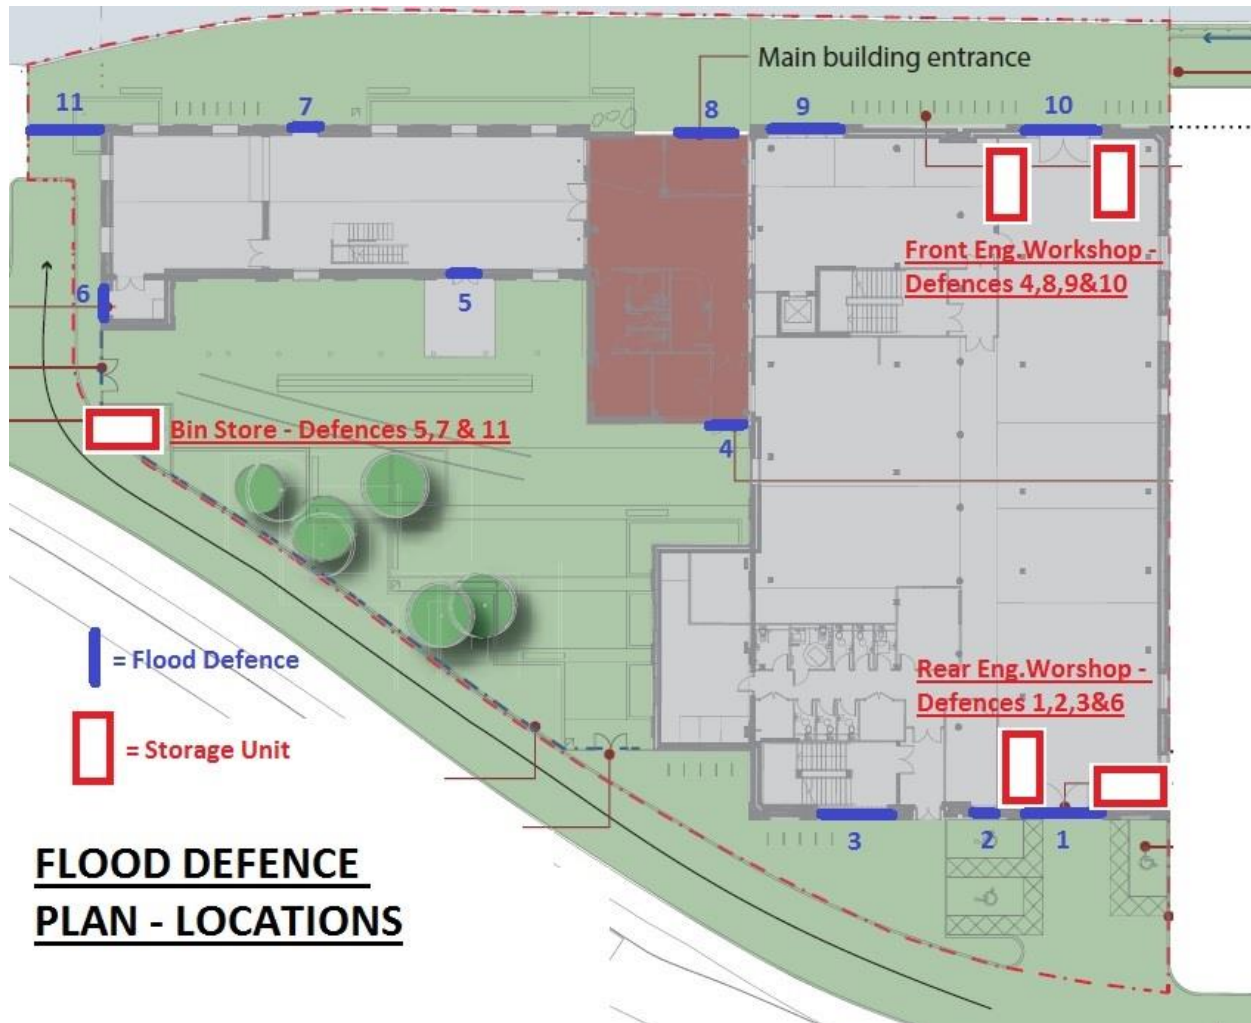 Main building entrance
11
7
8
9
10
Front Eng.Workshop -
Defences 4,8,9&10
6
5
Bin Store - Defences 5,7 & 11
4
= Flood Defence
= Storage Unit
Rear Eng.Worshop -
Defences 1,2,3&6
3
2
1
FLOOD DEFENCE
PLAN - LOCATIONS